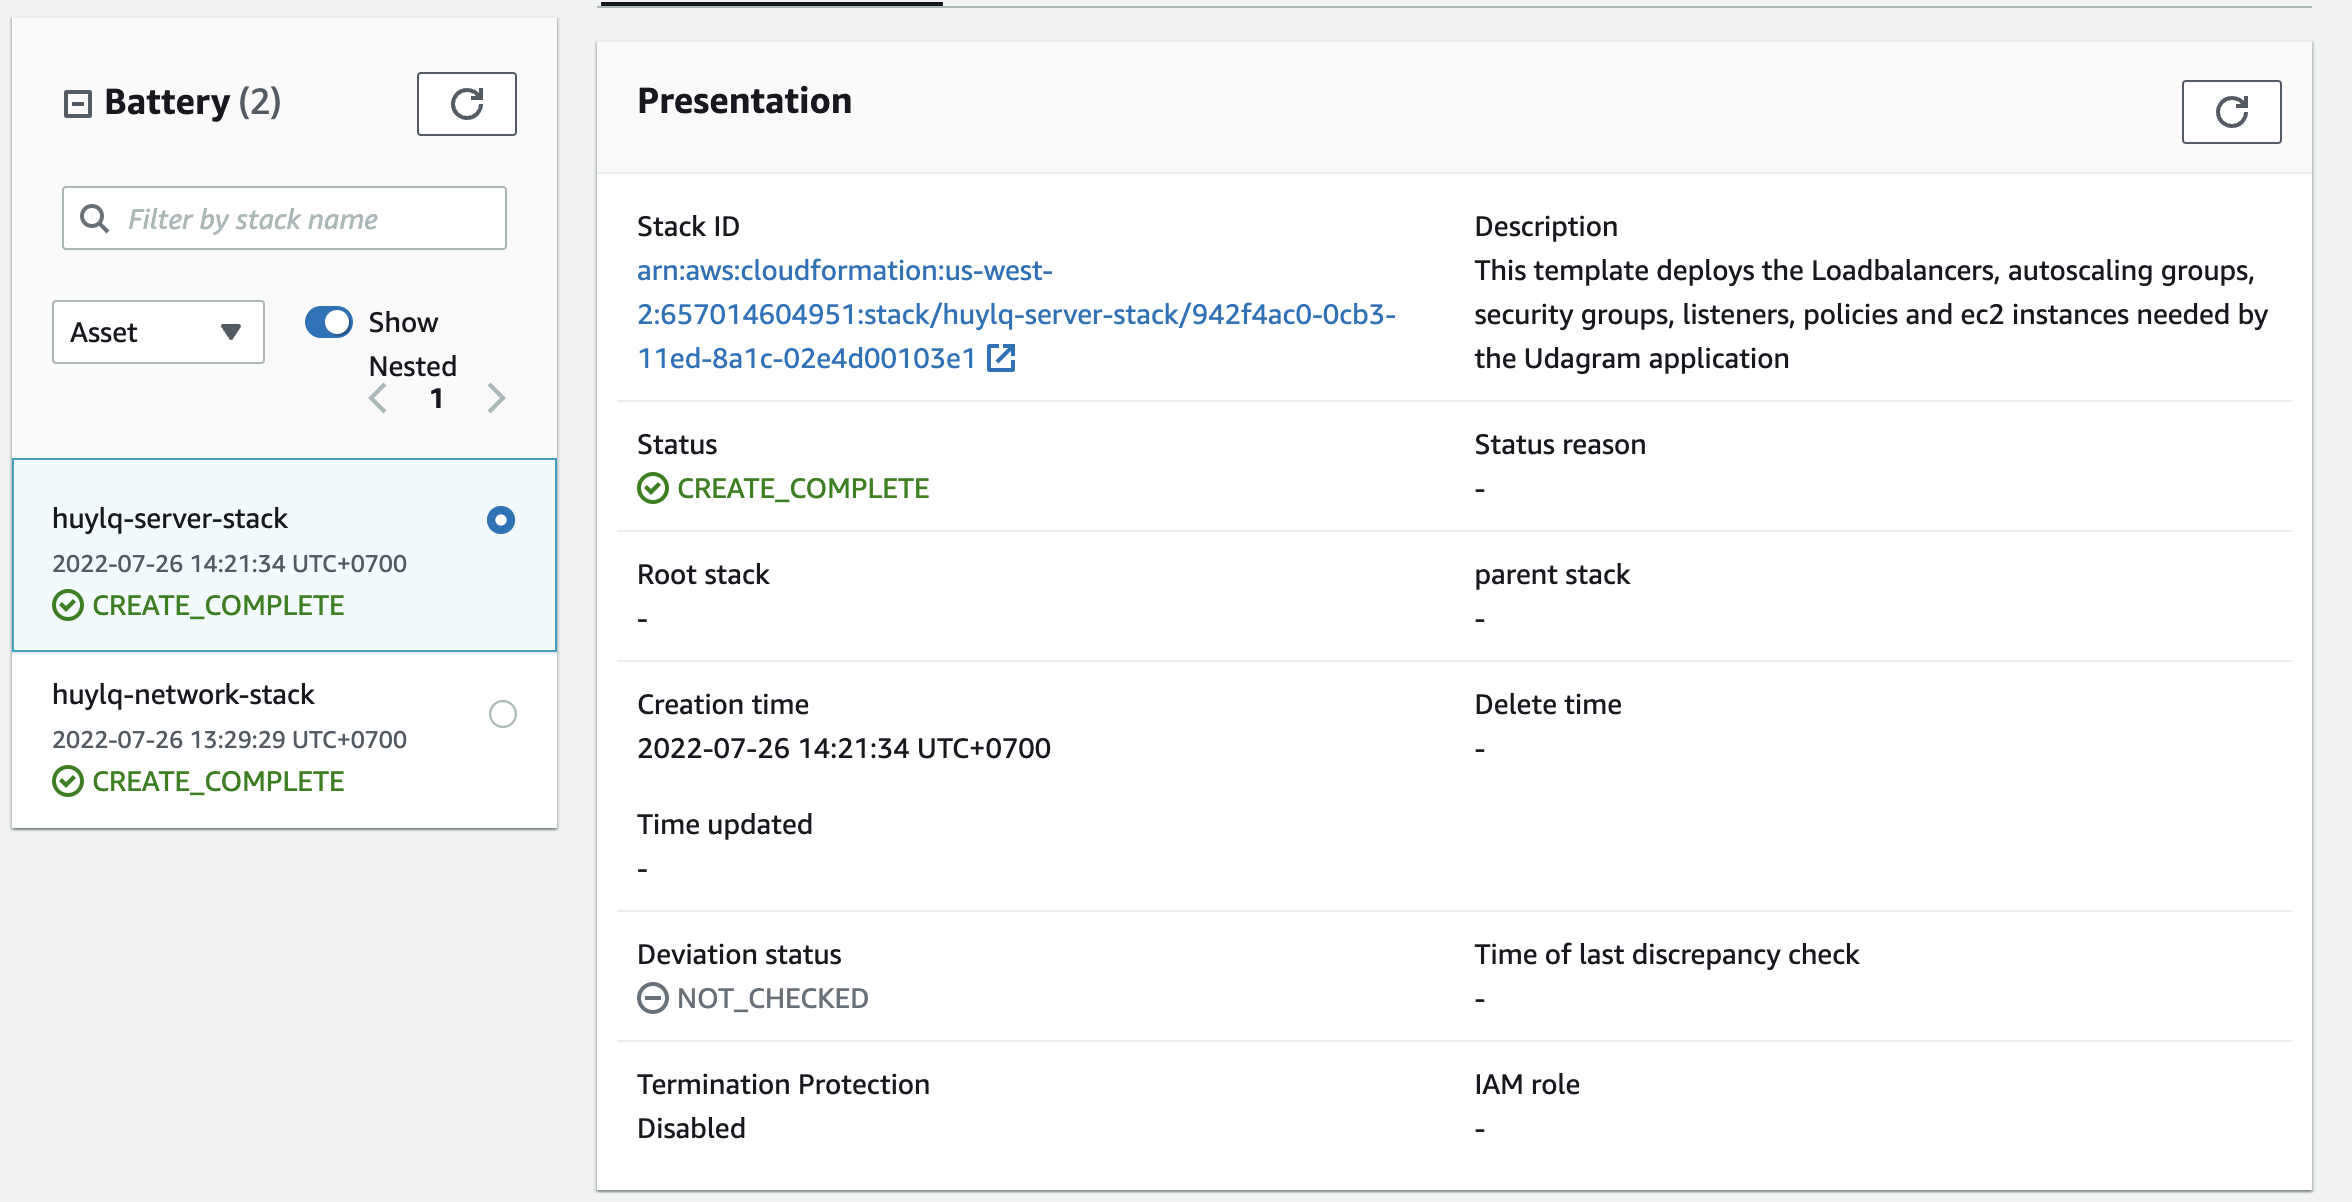 Battery (2)
Filter by stack name
Asset
Show
Nested
1
huylq-server-stack
2022-07-26 14:21:34 UTC+0700
CREATE_COMPLETE
huylq-network-stack
2022-07-26 13:29:29 UTC+0700
CREATE_COMPLETE
Presentation
Stack ID
arn:aws:cloudformation:us-west-
2:657014604951:stack/huylq-server-stack/942f4ac0-0cb3-
11ed-8a1c-02e4d00103e1
Description
This template deploys the Loadbalancers, autoscaling groups,
security groups, listeners, policies and ec2 instances needed by
the Udagram application
Status
CREATE_COMPLETE
Status reason
-
Root stack
-
parent stack
-
Creation time
2022-07-26 14:21:34 UTC+0700
Delete time
-
Time updated
-
Deviation status
NOT_CHECKED
Time of last discrepancy check
-
Termination Protection
Disabled
IAM role
-